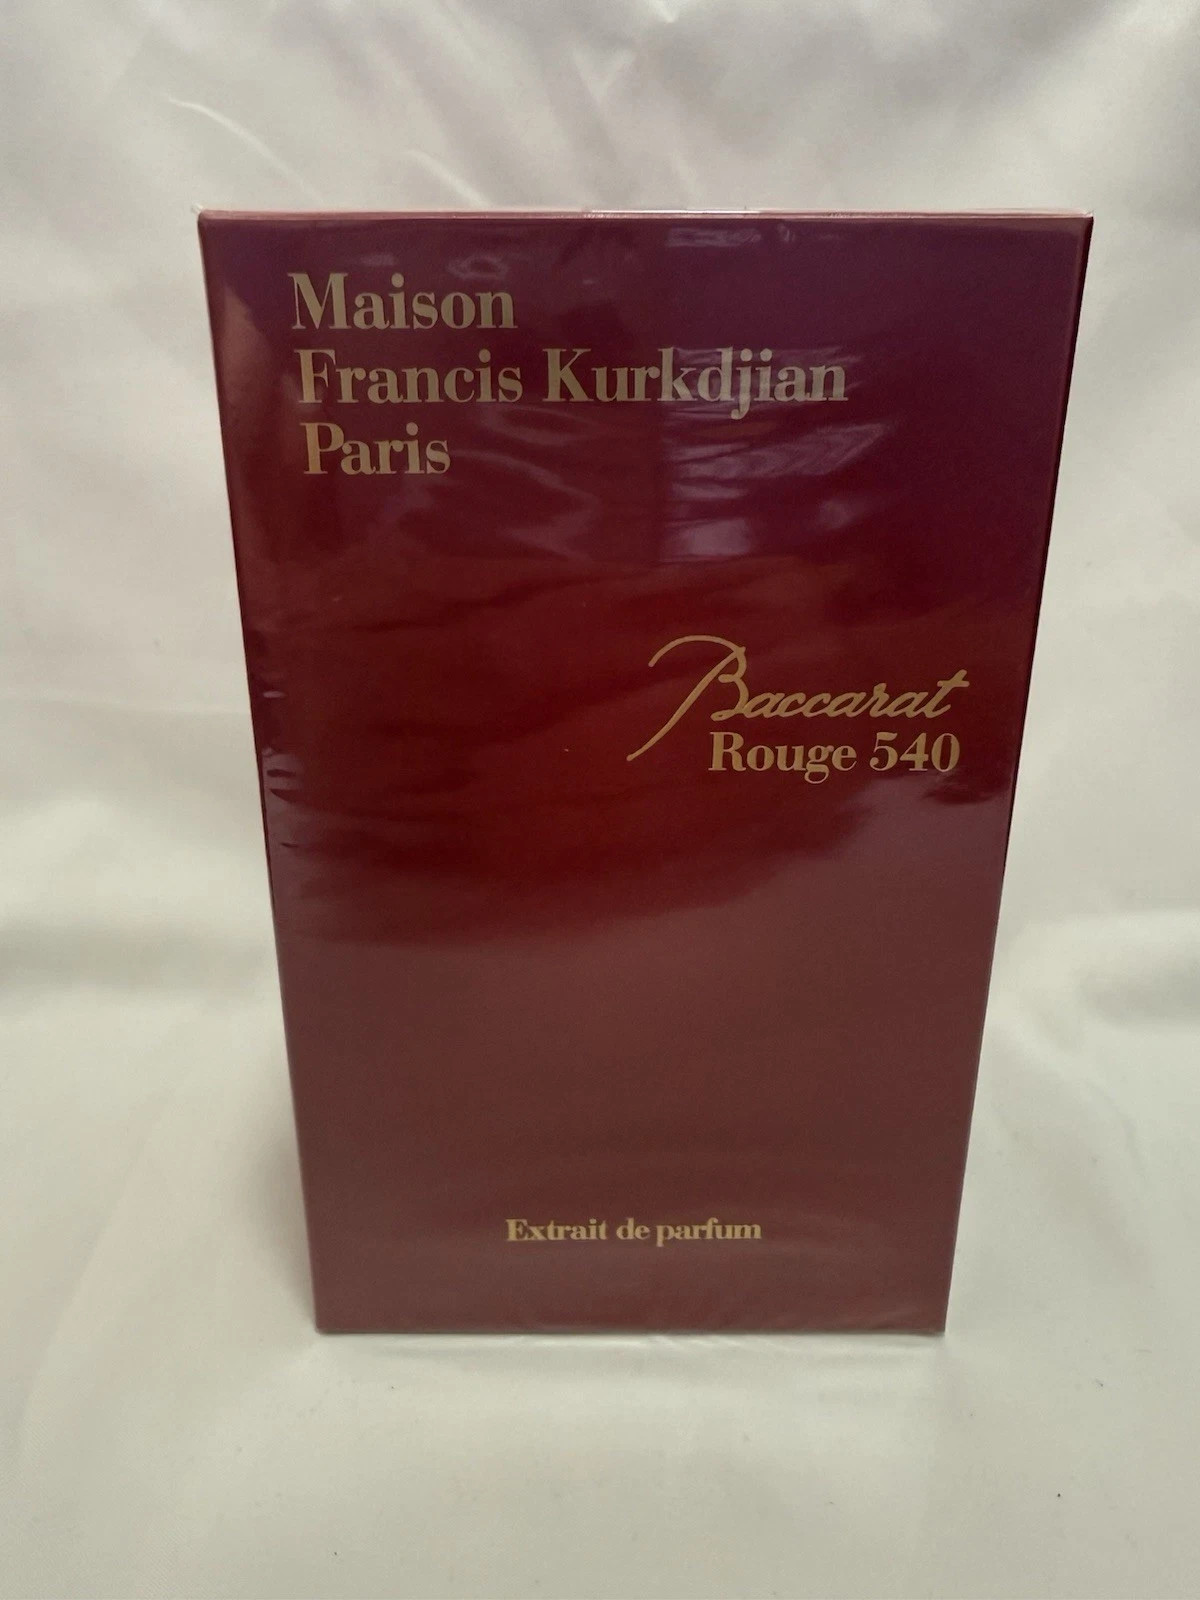 Maison
Francis Kurkdjian
Paris
Baccarat
Rouge 540
Extrait de parfum